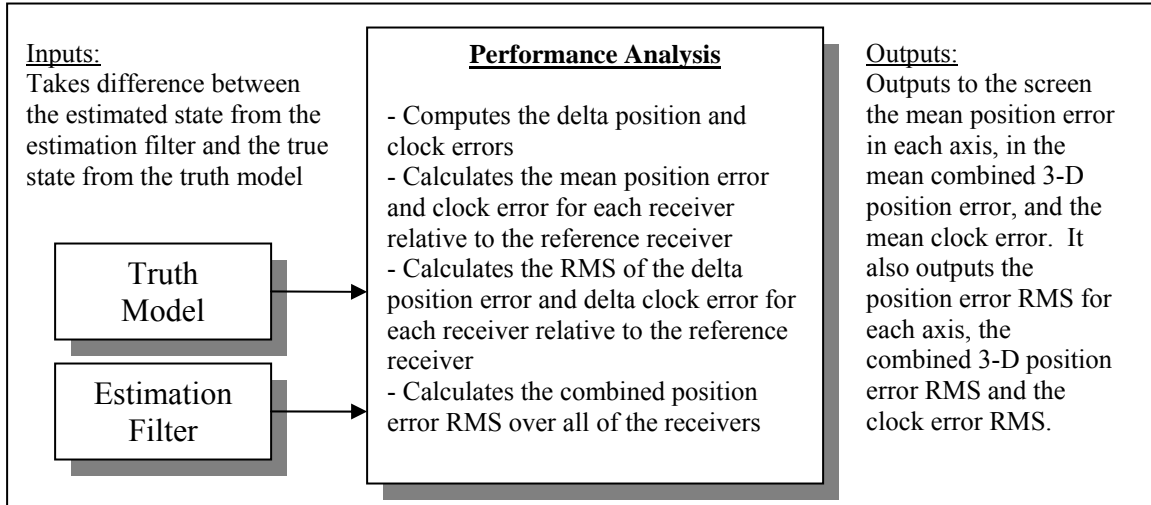 Inputs:
Takes difference between
the estimated state from the
estimation filter and the true
state from the truth model
Truth
Model
Estimation
Filter
Performance Analysis
- Computes the delta position and
clock errors
- Calculates the mean position error
and clock error for each receiver
relative to the reference receiver
- Calculates the RMS of the delta
position error and delta clock error for
each receiver relative to the reference
receiver
- Calculates the combined position
error RMS over all of the receivers
Outputs:
Outputs to the screen
the mean position error
in each axis, in the
mean combined 3-D
position error, and the
mean clock error.  It
also outputs the
position error RMS for
each axis, the
combined 3-D position
error RMS and the
clock error RMS.